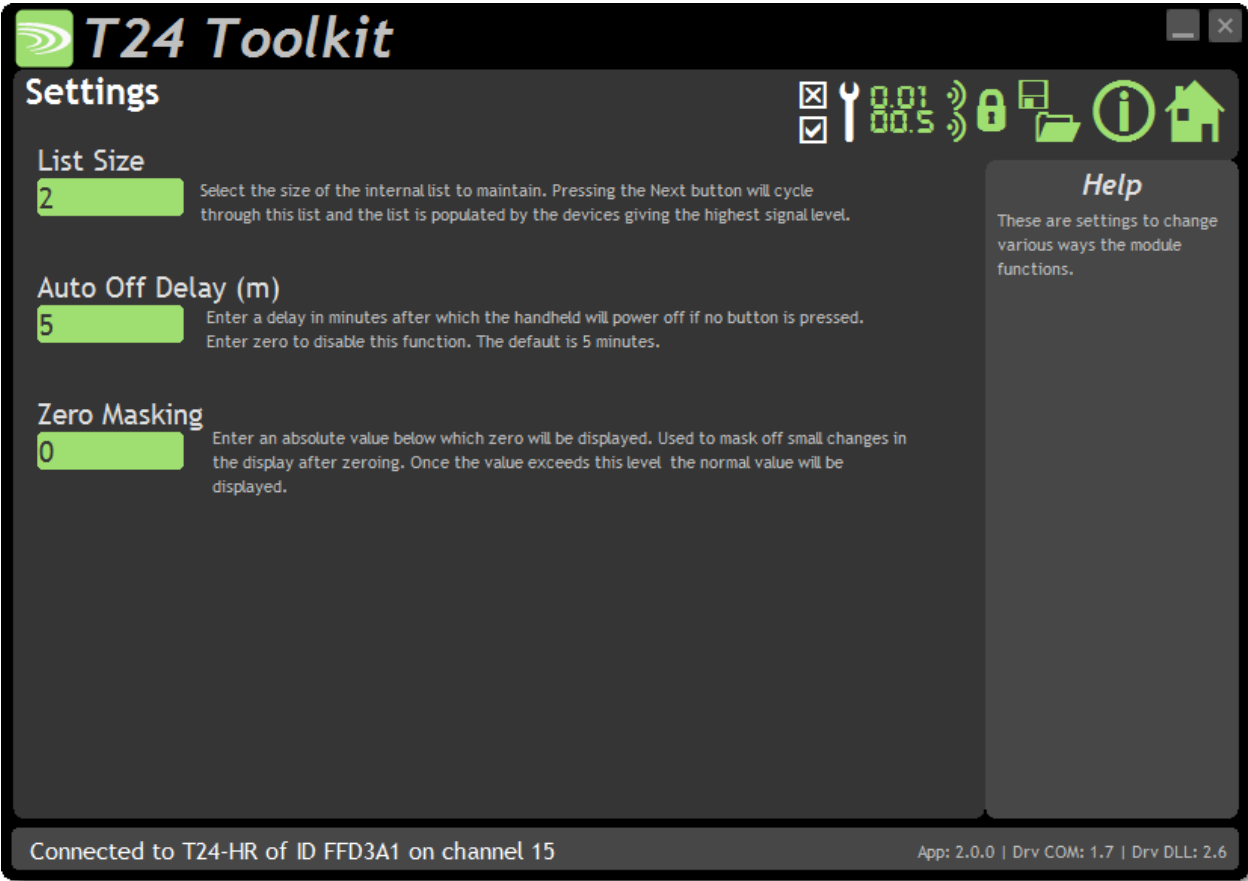 T24 Toolkit
Settings
0.01
00.5
List Size
2
Select the size of the internal list to maintain. Pressing the Next button will cycle
through this list and the list is populated by the devices giving the highest signal level.
Auto Off Delay (m)
5
Enter a delay in minutes after which the handheld will power off if no button is pressed.
Enter zero to disable this function. The default is 5 minutes.
Zero Masking
0
Enter an absolute value below which zero will be displayed. Used to mask off small changes in
the display after zeroing. Once the value exceeds this level the normal value will be
displayed.
Help
These are settings to change
various ways the module
functions.
Connected to T24-HR of ID FFD3A1 on channel 15
App: 2.0.0 | Drv COM: 1.7 | Drv DLL: 2.6